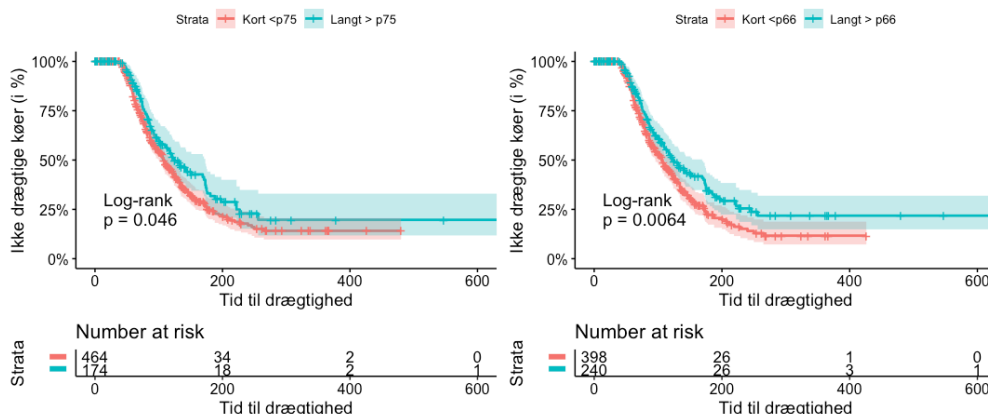 Strata Kort <p75 Langt > p75
Ikke drægtige køer (i %)
100%
75%
50%
25%
0%
Log-rank
p = 0.046
0 200 400 600
Tid til drægtighed
Number at risk
Strata
464 34 2 0
174 18 2 1
0 200 400 600
Tid til drægtighed
Strata Kort <p66 Langt > p66
Ikke drægtige køer (i %)
100%
75%
50%
25%
0%
Log-rank
p = 0.0064
0 200 400 600
Tid til drægtighed
Number at risk
Strata
398 26 1 0
240 26 3 1
0 200 400 600
Tid til drægtighed